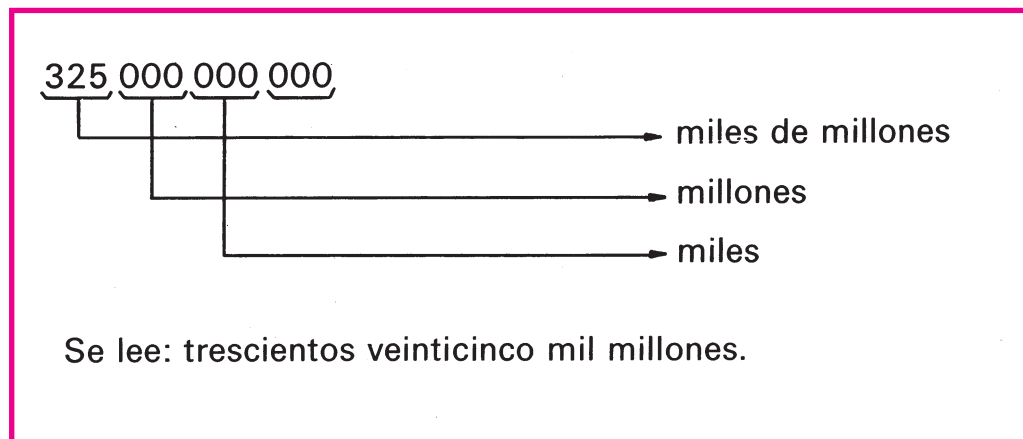 325 000 000 000
miles de millones
millones
miles
Se lee: trescientos veinticinco mil millones.